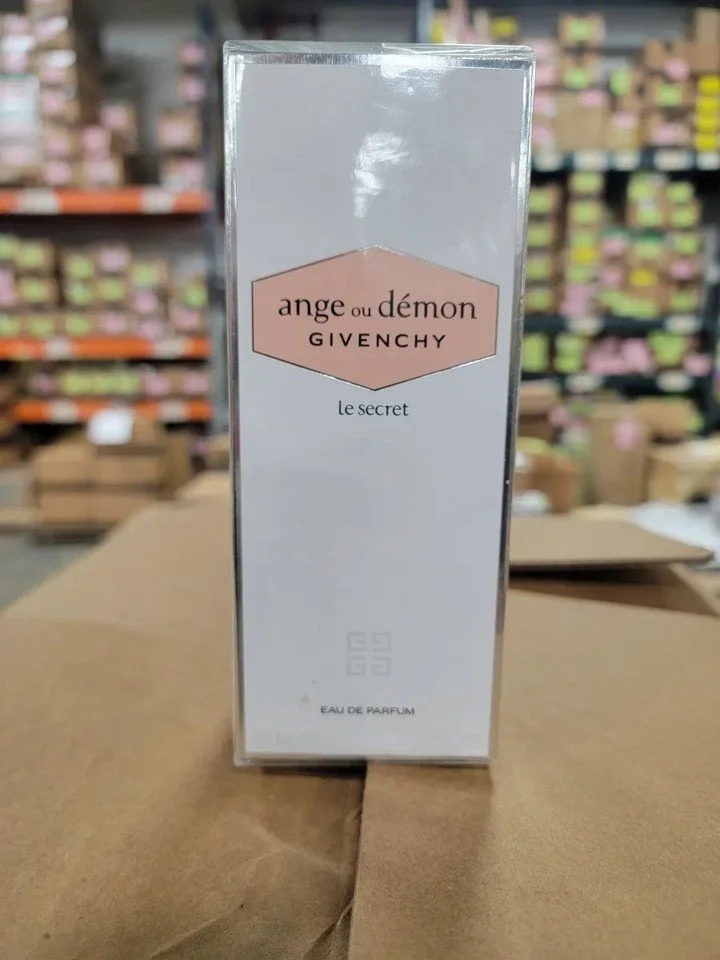 ange ou démon
GIVENCHY
le secret
EAU DE PARFUM